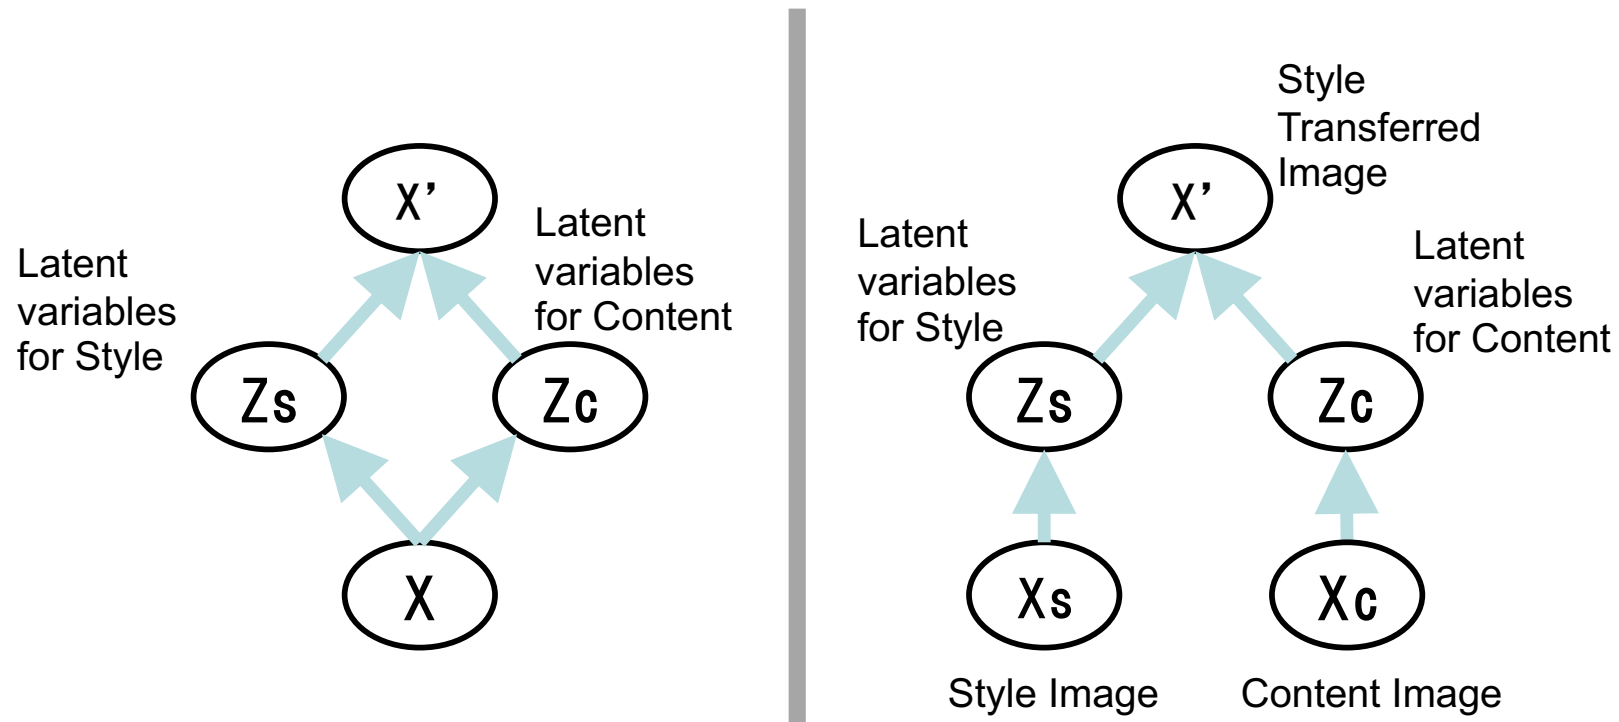 X’
Latent
variables
for Content
Latent
variables
for Style
Zs
Zc
X
Style
Transferred
Image
X’
Latent
variables
for Style
Latent
variables
for Content
Zs
Zc
Xs
Xc
Style Image
Content Image